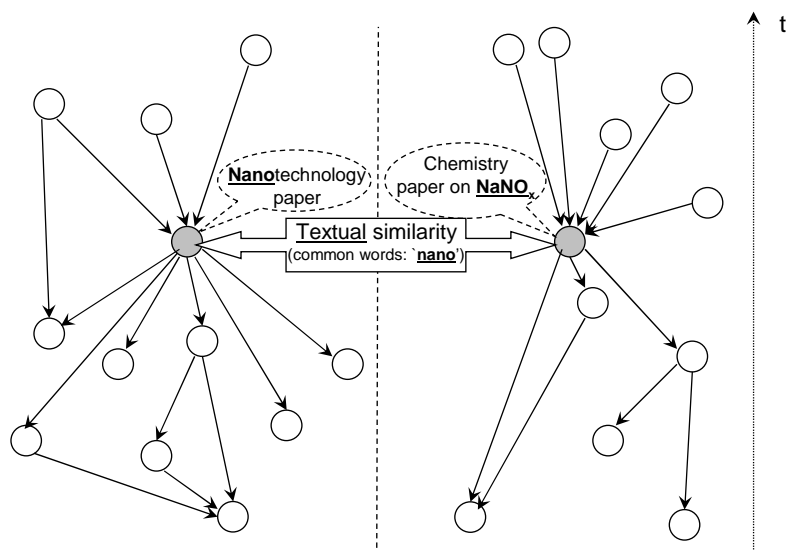 t
Nanotechnology
paper
Chemistry
paper on NaNOx
Textual similarity
(common words: `nano')